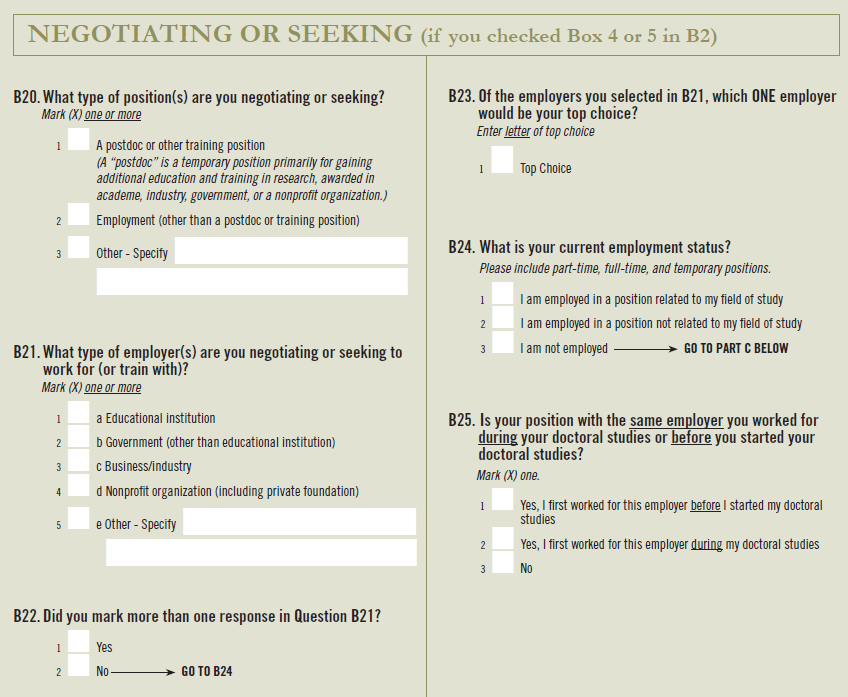 NEGOTIATING OR SEEKING (if you checked Box 4 or 5 in B2)
B20. What type of position(s) are you negotiating or seeking?
Mark (X) one or more
1 A postdoc or other training position
(A “postdoc” is a temporary position primarily for gaining
additional education and training in research, awarded in
academe, industry, government, or a nonprofit organization.)
2 Employment (other than a postdoc or training position)
3 Other - Specify
B21. What type of employer(s) are you negotiating or seeking to
work for (or train with)?
Mark (X) one or more
1 a Educational institution
2 b Government (other than educational institution)
3 c Business/industry
4 d Nonprofit organization (including private foundation)
5 e Other - Specify
B22. Did you mark more than one response in Question B21?
1 Yes
2 No → GO TO B24
B23. Of the employers you selected in B21, which ONE employer
would be your top choice?
Enter letter of top choice
1 Top Choice
B24. What is your current employment status?
Please include part-time, full-time, and temporary positions.
1 I am employed in a position related to my field of study
2 I am employed in a position not related to my field of study
3 I am not employed → GO TO PART C BELOW
B25. Is your position with the same employer you worked for
during your doctoral studies or before you started your
doctoral studies?
Mark (X) one.
1 Yes, I first worked for this employer before I started my doctoral
studies
2 Yes, I first worked for this employer during my doctoral studies
3 No